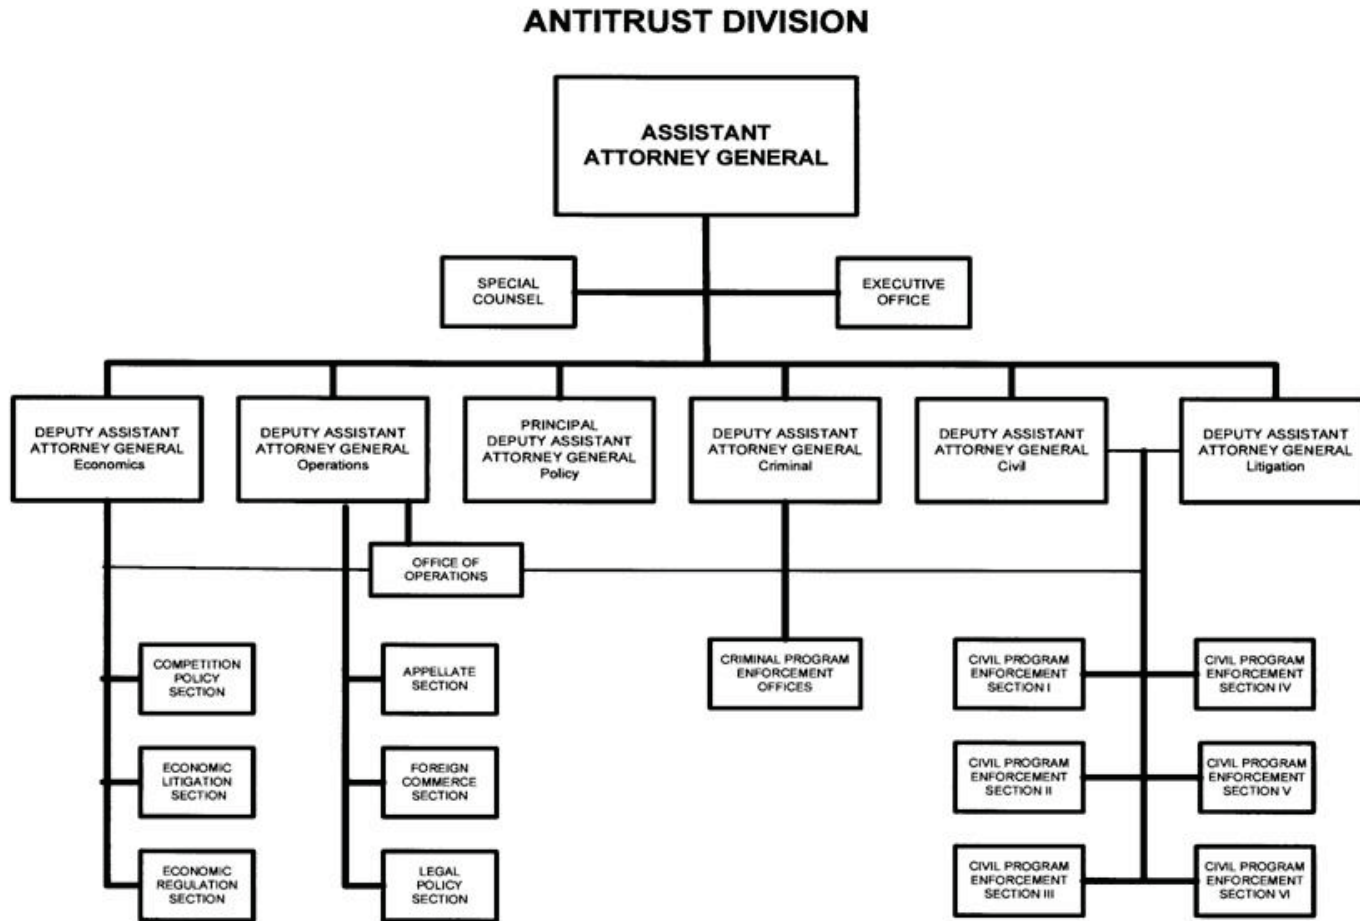 ANTITRUST DIVISION
ASSISTANT
ATTORNEY GENERAL
SPECIAL
COUNSEL
EXECUTIVE
OFFICE
DEPUTY ASSISTANT
ATTORNEY GENERAL
Economics
DEPUTY ASSISTANT
ATTORNEY GENERAL
Operations
PRINCIPAL
DEPUTY ASSISTANT
ATTORNEY GENERAL
Policy
DEPUTY ASSISTANT
ATTORNEY GENERAL
Criminal
DEPUTY ASSISTANT
ATTORNEY GENERAL
Civil
DEPUTY ASSISTANT
ATTORNEY GENERAL
Litigation
OFFICE OF
OPERATIONS
COMPETITION
POLICY
SECTION
APPELLATE
SECTION
CRIMINAL PROGRAM
ENFORCEMENT
OFFICES
CIVIL PROGRAM
ENFORCEMENT
SECTION I
CIVIL PROGRAM
ENFORCEMENT
SECTION IV
ECONOMIC
LITIGATION
SECTION
FOREIGN
COMMERCE
SECTION
CIVIL PROGRAM
ENFORCEMENT
SECTION II
CIVIL PROGRAM
ENFORCEMENT
SECTION V
ECONOMIC
REGULATION
SECTION
LEGAL
POLICY
SECTION
CIVIL PROGRAM
ENFORCEMENT
SECTION III
CIVIL PROGRAM
ENFORCEMENT
SECTION VI